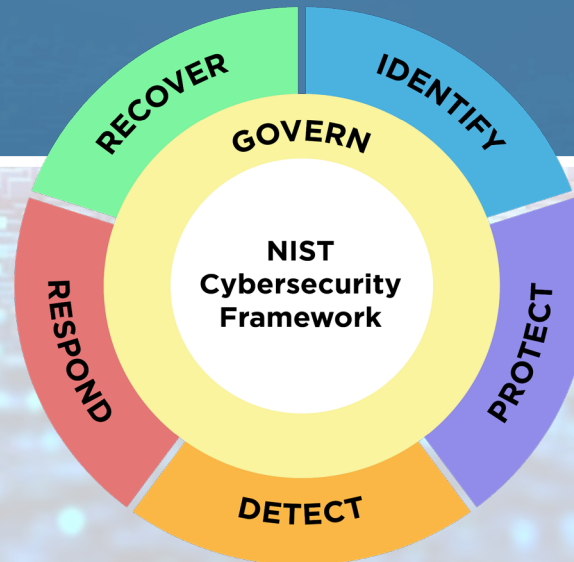 RECOVER
IDENTIFY
GOVERN
NIST
Cybersecurity
Framework
RESPOND
PROTECT
DETECT